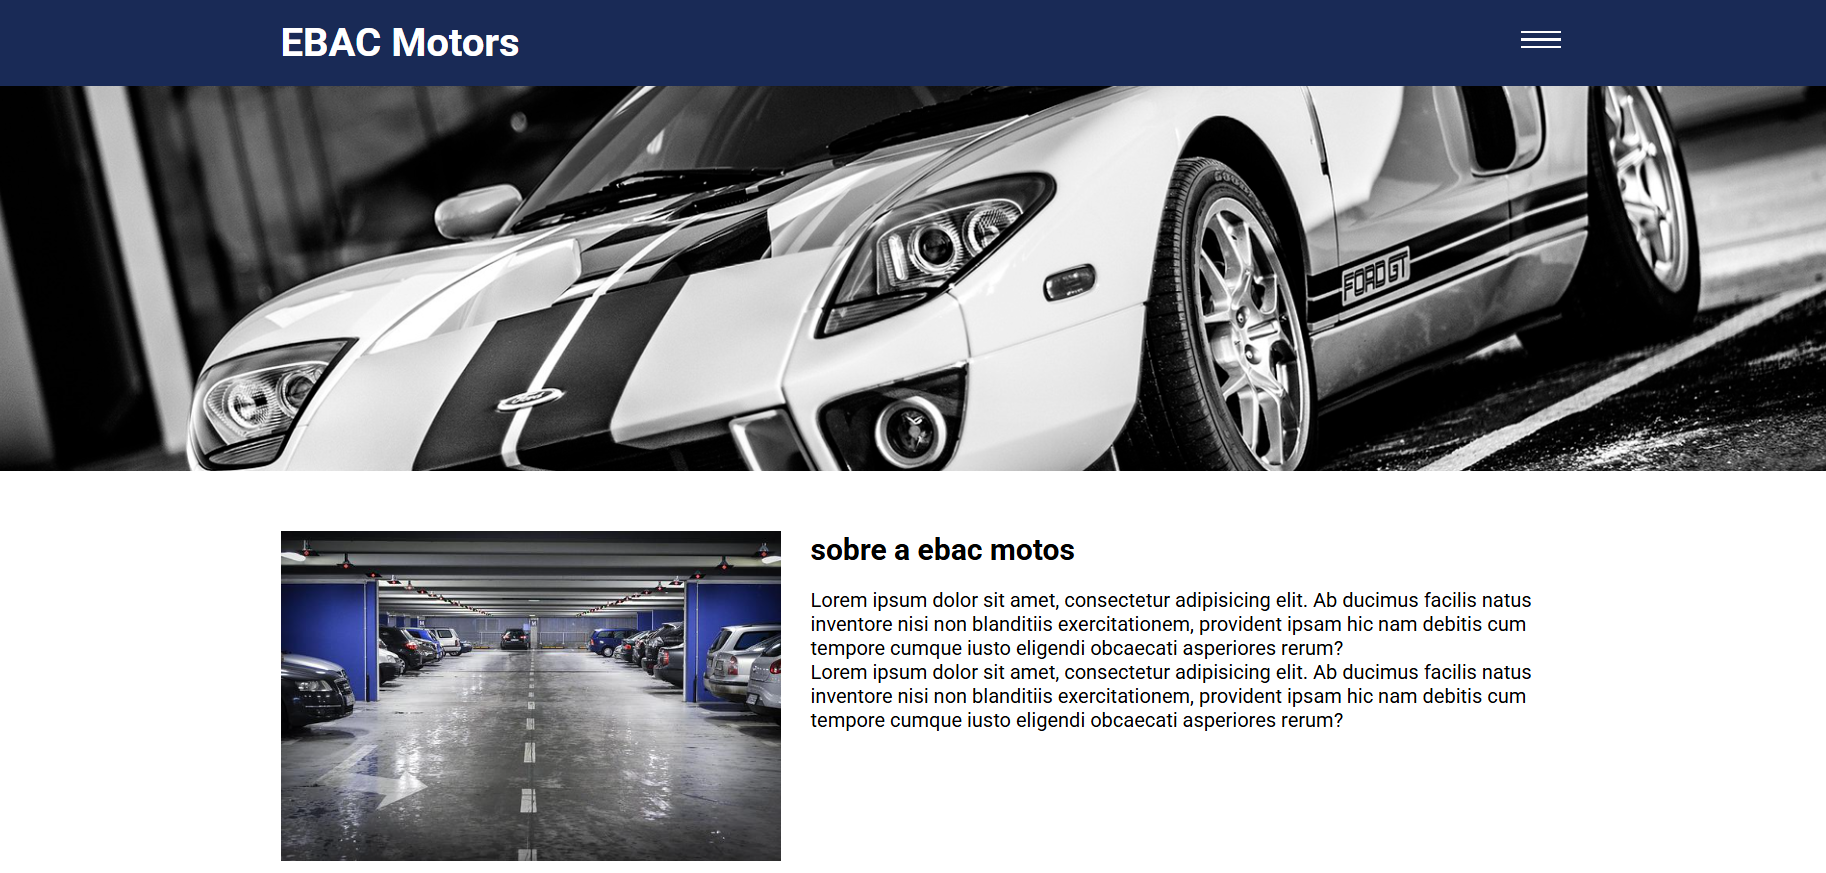 EBAC Motors
FORD GT
Ford
sobre a ebac motos
Lorem ipsum dolor sit amet, consectetur adipisicing elit. Ab ducimus facilis natus
inventore nisi non blanditiis exercitationem, provident ipsam hic nam debitis cum
tempore cumque iusto eligendi obcaecati asperiores rerum?
Lorem ipsum dolor sit amet, consectetur adipisicing elit. Ab ducimus facilis natus
inventore nisi non blanditiis exercitationem, provident ipsam hic nam debitis cum
tempore cumque iusto eligendi obcaecati asperiores rerum?